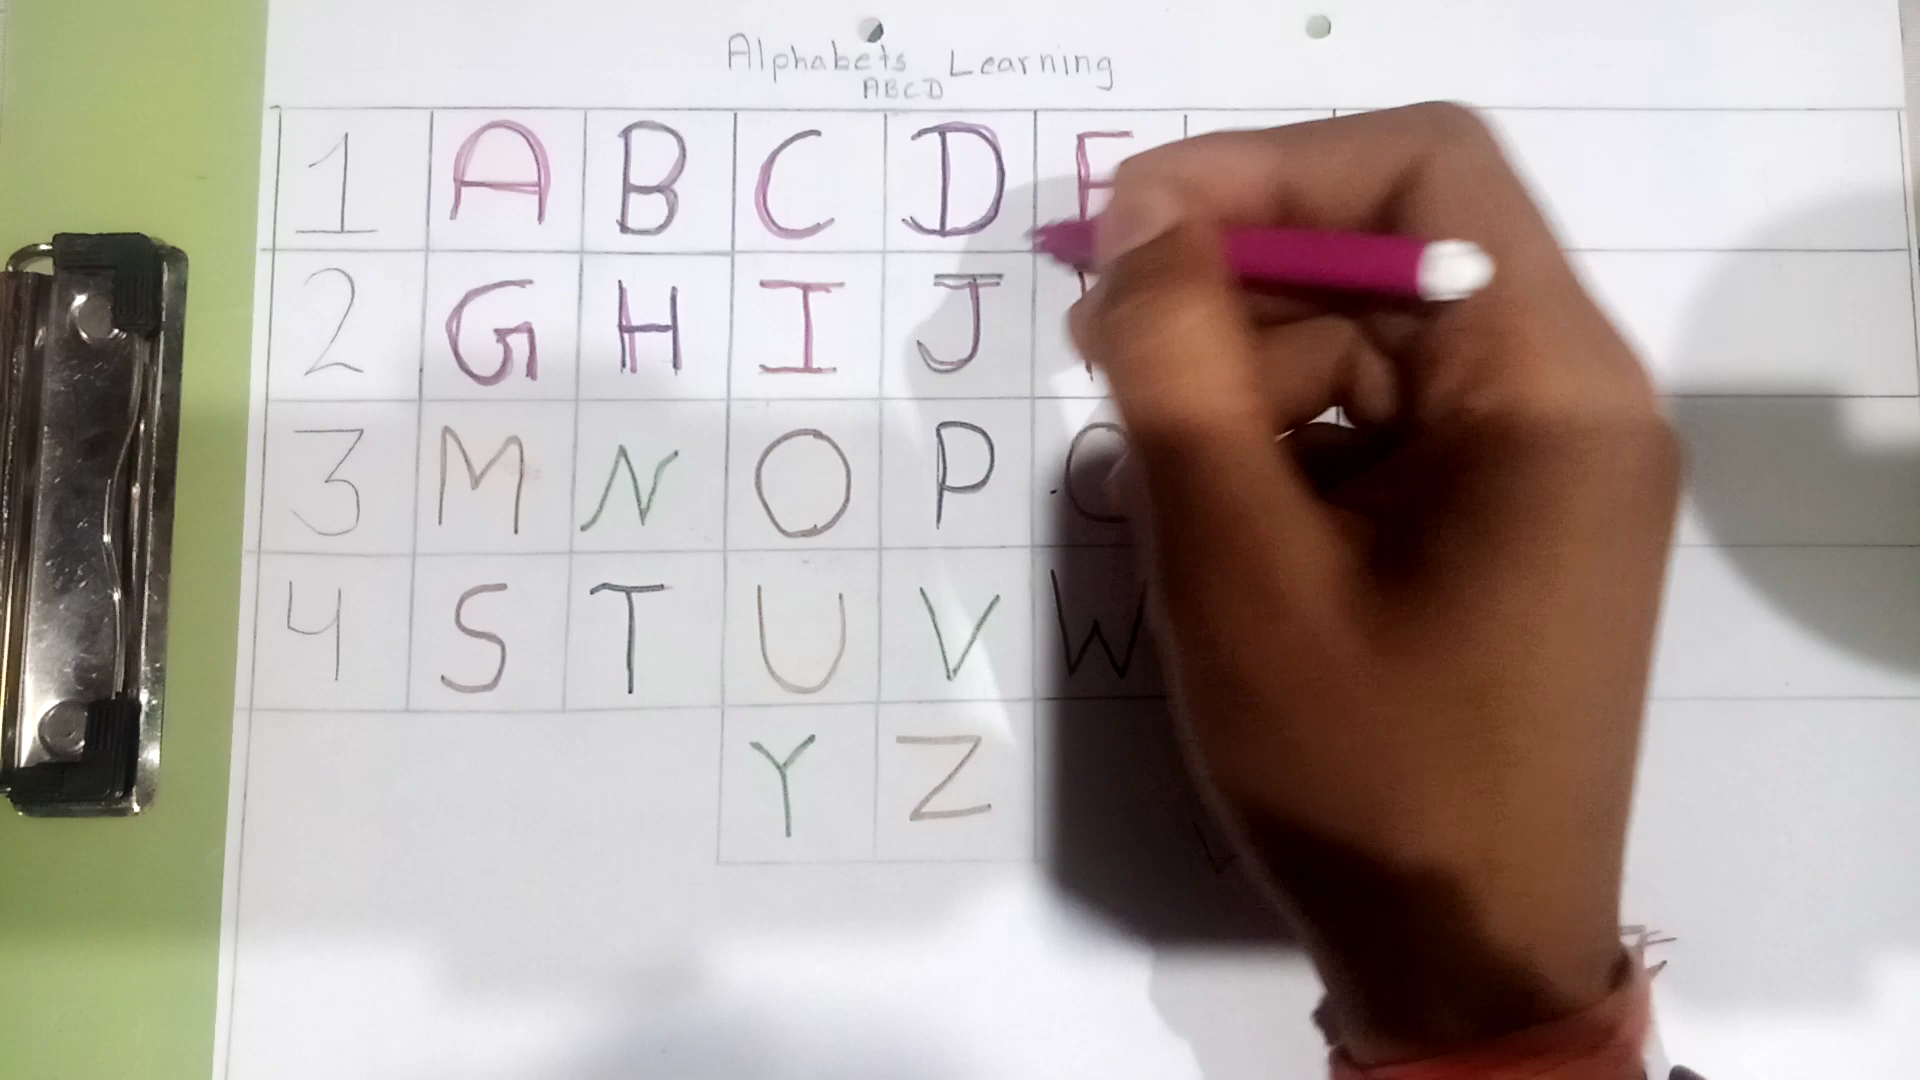 Alphabets Learning
ABCD
1 A B C D
2 G H I J
3 M N O P
4 S T U V W
Y Z